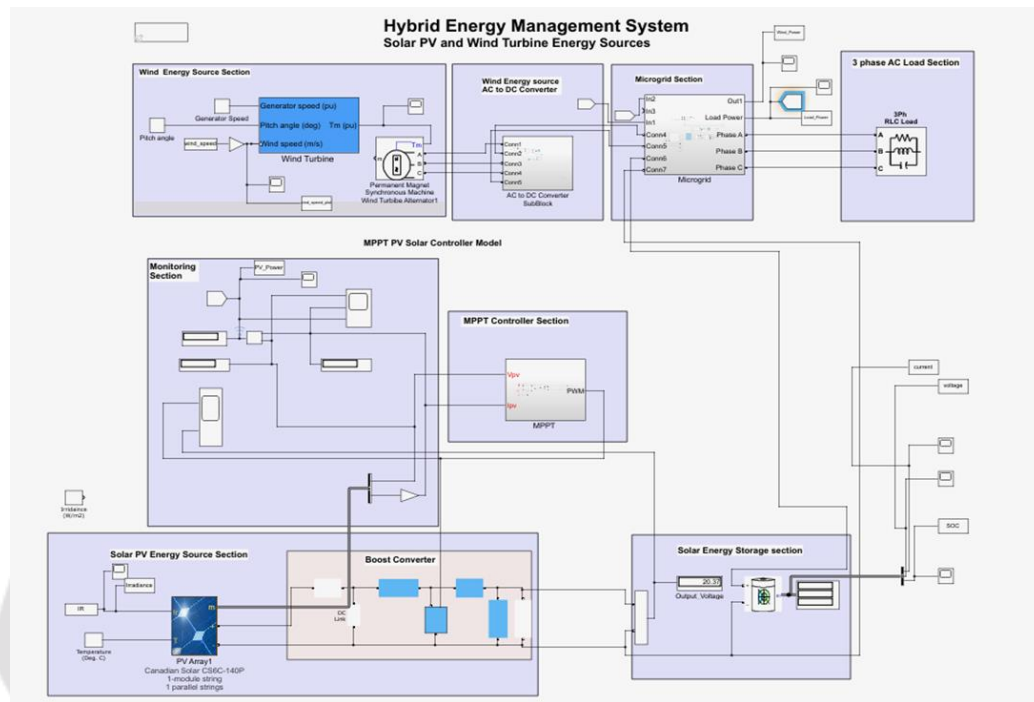 Hybrid Energy Management System
Solar PV and Wind Turbine Energy Sources
Wind Energy Source Section
Generator speed (pu)
Generator Speed
Pitch angle (deg)
Tm (pu)
Pitch angle
wind_speed
Wind speed (m/s)
Wind Turbine
Tm
m
A
B
C
Permanent Magnet
Synchronous Machine
Wind Turbibe Alternator1
wind_speed_plot
Wind Energy source
AC to DC Converter
Conn1
Conn2
Conn3
Conn4
Conn5
AC to DC Converter
SubBlock
Microgrid Section
In2
In3
In1
Conn4
Conn5
Conn6
Conn7
Out1
Load Power
Phase A
Phase B
Phase C
Microgrid
Wind_Power
Load_Power
3 phase AC Load Section
3Ph
RLC Load
A
B
C
MPPT PV Solar Controller Model
Monitoring
Section
PV_Power
MPPT Controller Section
Vpv
Ipv
PWM
MPPT
current
voltage
SOC
Irridance
(W/m2)
Solar PV Energy Source Section
Irradiance
IR
Temperature
(Deg. C)
m
T
PV Array1
Canadian Solar CS6C-140P
1-module string
1 parallel strings
Boost Converter
DC
Link
Solar Energy Storage section
20.37
Output_Voltage